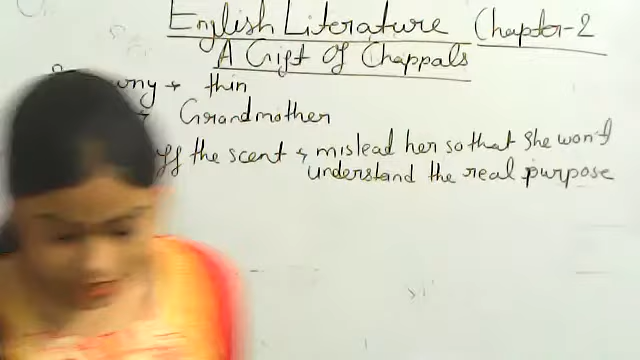 English Literature Chapter-2
A Gift Of Chappals
thin
Grandmother
the scent → mislead her so that she won't
understand the real purpose